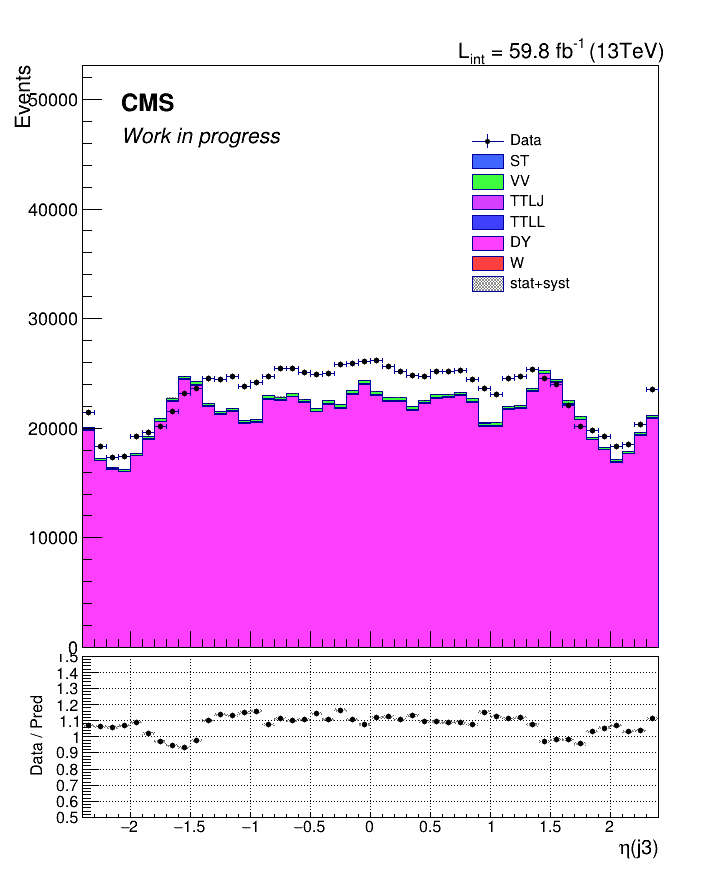 L_int = 59.8 fb⁻¹ (13TeV)
Events
50000
40000
30000
20000
10000
0
CMS
Work in progress
Data
ST
VV
TTLJ
TTLL
DY
W
stat+syst
Data / Pred
1.5
1.4
1.3
1.2
1.1
1
0.9
0.8
0.7
0.6
0.5
−2 −1.5 −1 −0.5 0 0.5 1 1.5 2
η(j3)